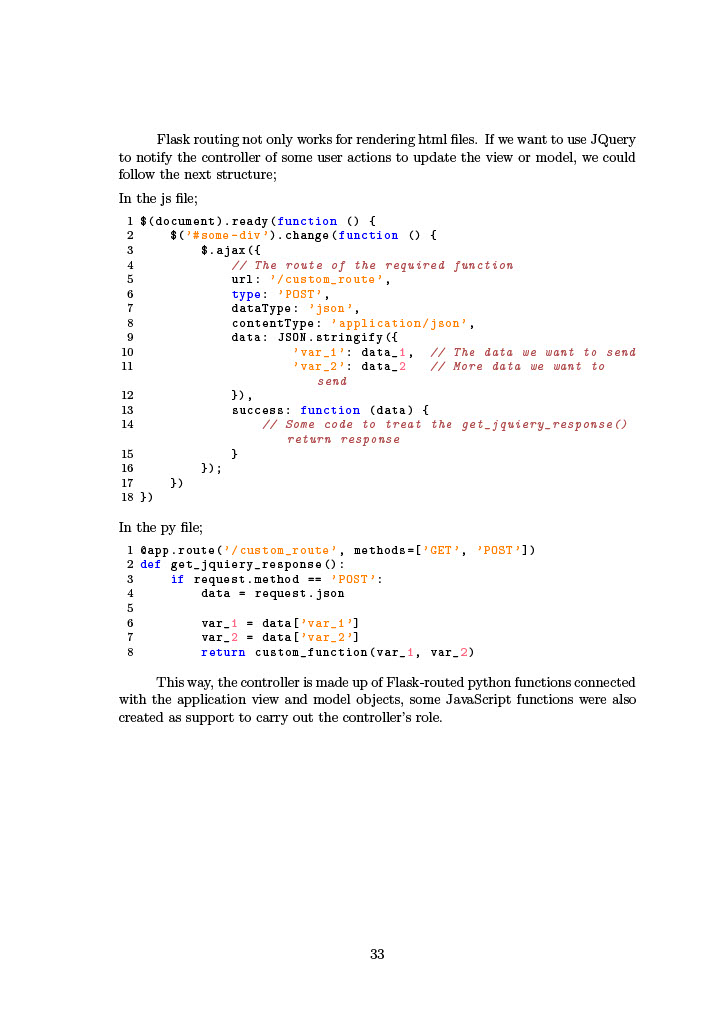 Flask routing not only works for rendering html files. If we want to use JQuery
to notify the controller of some user actions to update the view or model, we could
follow the next structure;
In the js file;
1 $(document).ready(function () {
2     $('#some-div').change(function () {
3         $.ajax({
4             // The route of the required function
5             url: '/custom_route',
6             type: 'POST',
7             dataType: 'json',
8             contentType: 'application/json',
9             data: JSON.stringify({
10                     'var_1': data_1,  // The data we want to send
11                     'var_2': data_2   // More data we want to
send
12             }),
13             success: function (data) {
14                 // Some code to treat the get_jquiery_response()
return response
15             }
16         });
17     })
18 })
In the py file;
1 @app.route('/custom_route', methods=['GET', 'POST'])
2 def get_jquiery_response():
3     if request.method == 'POST':
4         data = request.json
5
6         var_1 = data['var_1']
7         var_2 = data['var_2']
8         return custom_function(var_1, var_2)
This way, the controller is made up of Flask-routed python functions connected
with the application view and model objects, some JavaScript functions were also
created as support to carry out the controller's role.
33